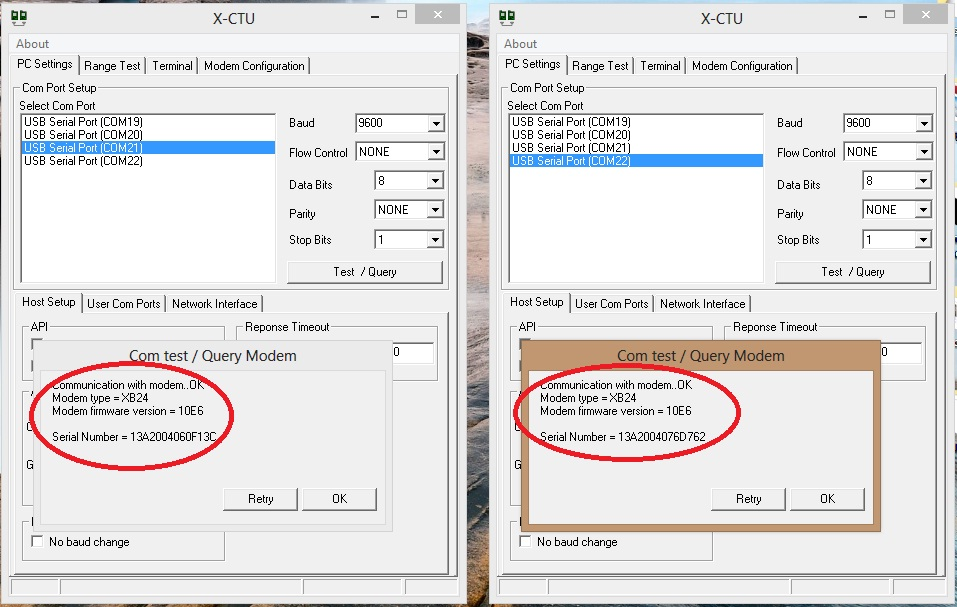 X-CTU
About
PC Settings Range Test Terminal Modem Configuration
Com Port Setup
Select Com Port
USB Serial Port (COM19)
USB Serial Port (COM20)
USB Serial Port (COM21)
USB Serial Port (COM22)
Baud 9600
Flow Control NONE
Data Bits 8
Parity NONE
Stop Bits 1
Test / Query
Host Setup User Com Ports Network Interface
API
Reponse Timeout
0
Com test / Query Modem
Communication with modem..OK
Modem type = XB24
Modem firmware version = 10E6
Serial Number = 13A2004060F13C
Retry OK
No baud change
X-CTU
About
PC Settings Range Test Terminal Modem Configuration
Com Port Setup
Select Com Port
USB Serial Port (COM19)
USB Serial Port (COM20)
USB Serial Port (COM21)
USB Serial Port (COM22)
Baud 9600
Flow Control NONE
Data Bits 8
Parity NONE
Stop Bits 1
Test / Query
Host Setup User Com Ports Network Interface
API
Reponse Timeout
0
Com test / Query Modem
Communication with modem..OK
Modem type = XB24
Modem firmware version = 10E6
Serial Number = 13A2004076D762
Retry OK
No baud change